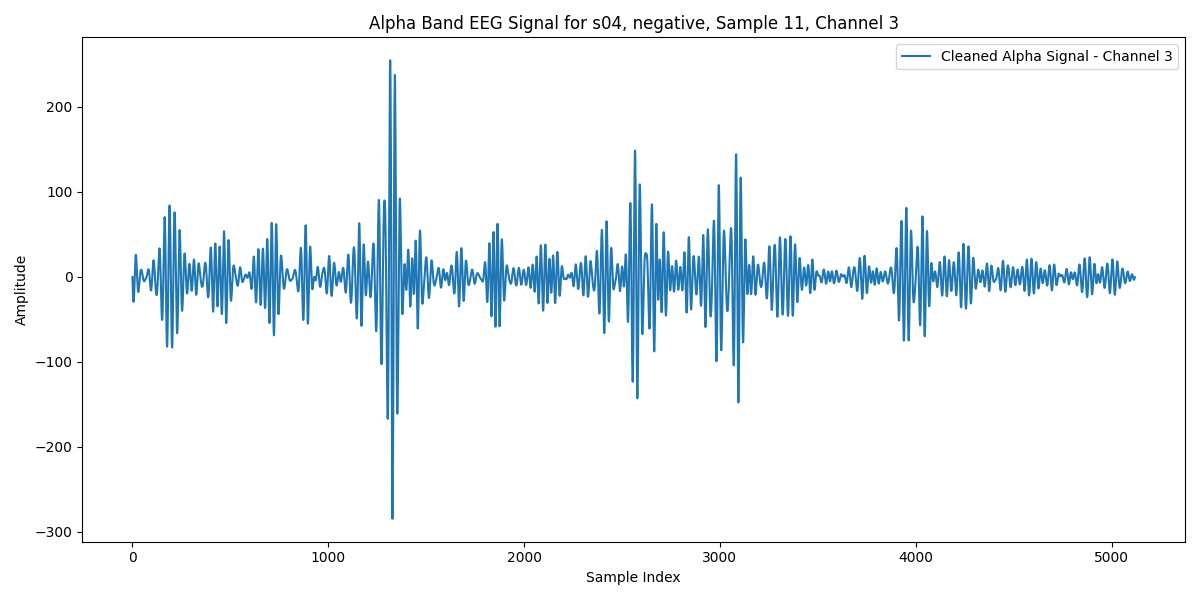 Alpha Band EEG Signal for s04, negative, Sample 11, Channel 3
Cleaned Alpha Signal - Channel 3
Amplitude
200
100
0
−100
−200
−300
0 1000 2000 3000 4000 5000
Sample Index